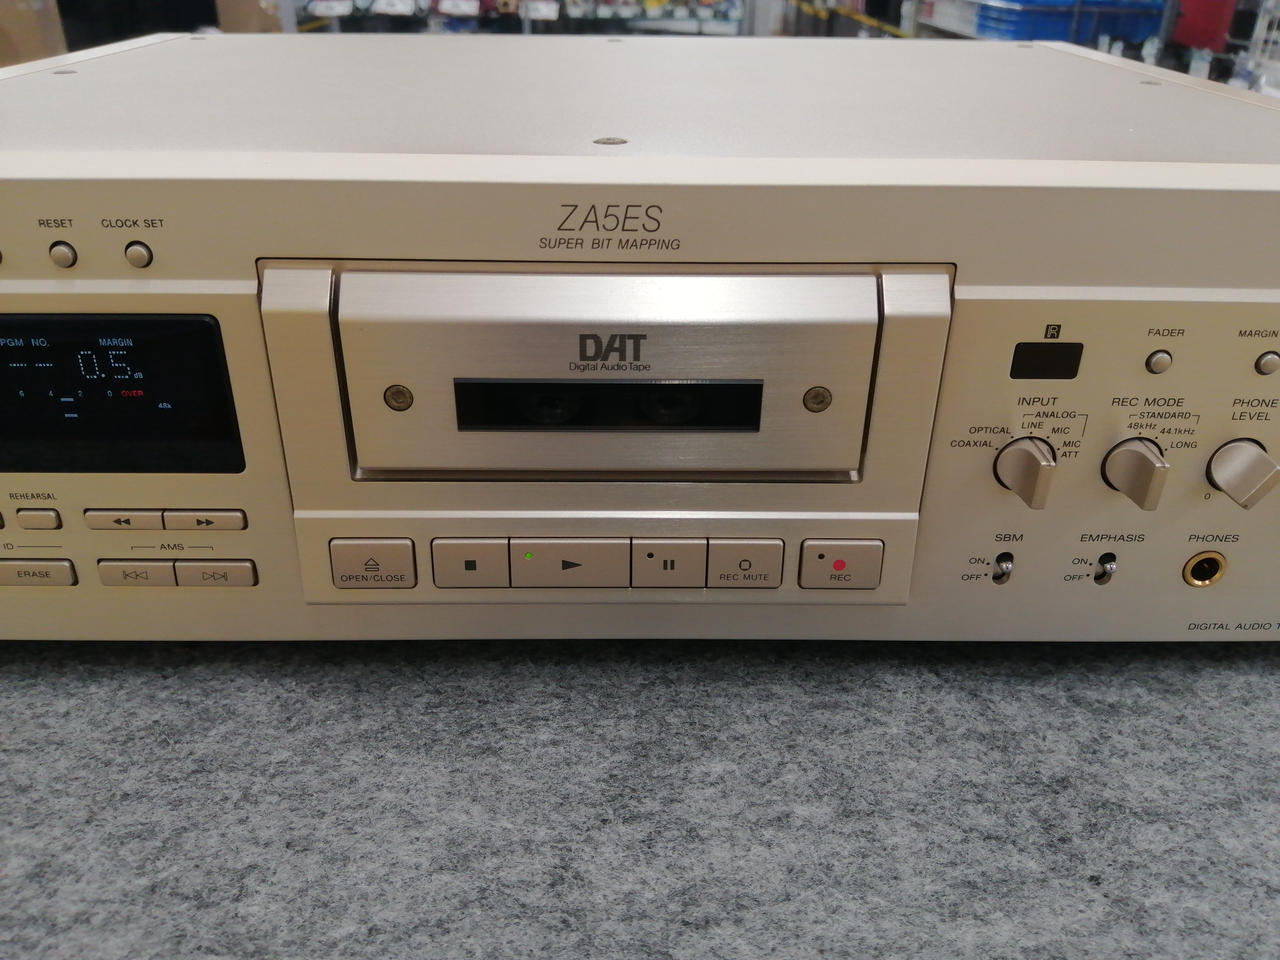 ZA5ES
SUPER BIT MAPPING
RESET
CLOCK SET
PGM NO.
MARGIN
0.5 dB
6 4 2 0 OVER
48k
DAT
Digital Audio Tape
REHEARSAL
ID
AMS
ERASE
OPEN/CLOSE
REC MUTE
REC
FADER
MARGIN
INPUT
ANALOG
OPTICAL
LINE
MIC
COAXIAL
MIC
ATT
REC MODE
STANDARD
48kHz
44.1kHz
LONG
PHONE
LEVEL
0
SBM
ON
OFF
EMPHASIS
ON
OFF
PHONES
DIGITAL AUDIO T